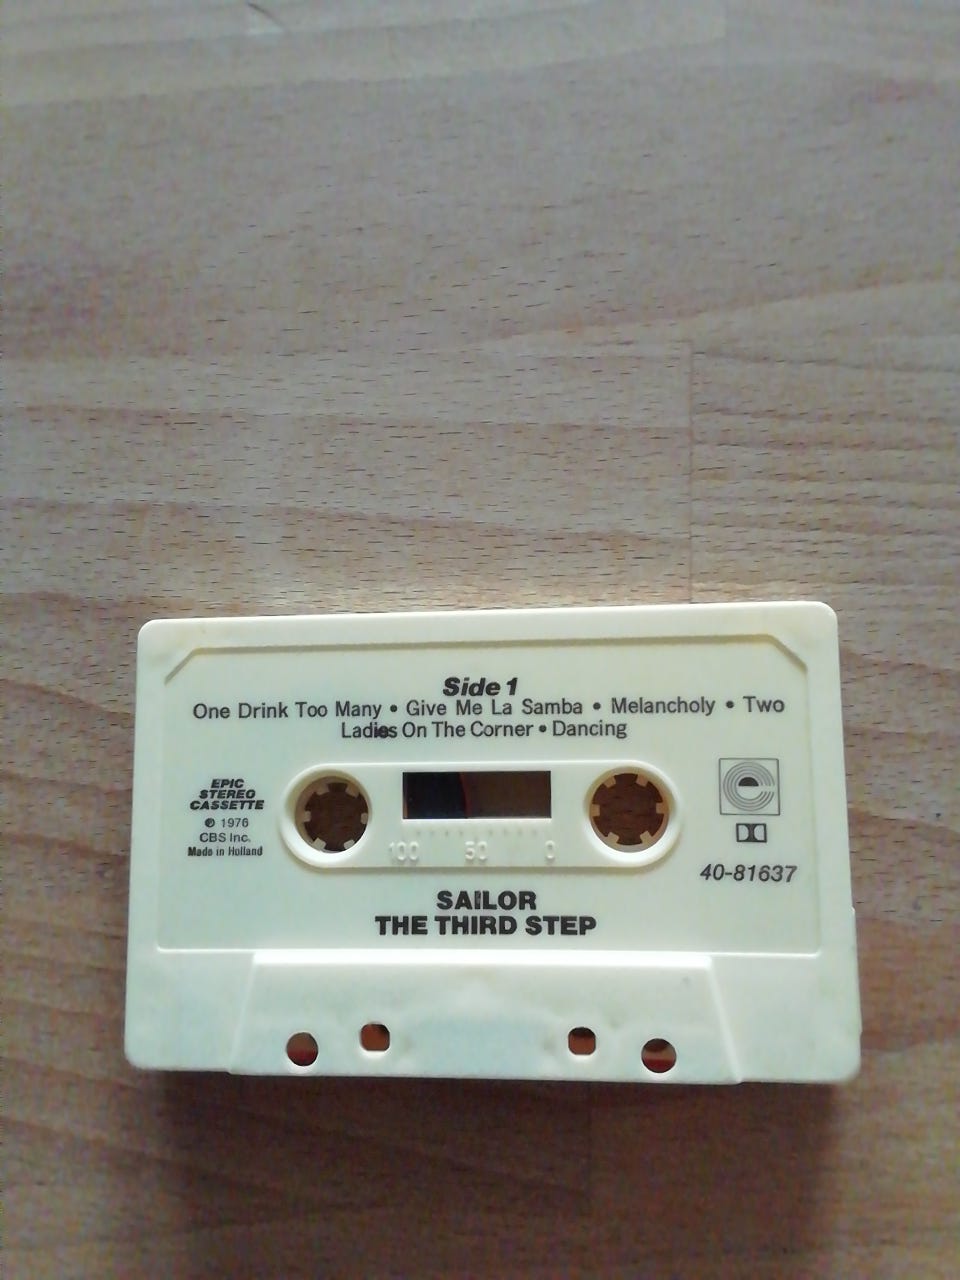 Side 1
One Drink Too Many • Give Me La Samba • Melancholy • Two
Ladies On The Corner • Dancing
EPIC
STEREO
CASSETTE
℗ 1976
CBS Inc.
Made in Holland
100 50 0
40-81637
SAILOR
THE THIRD STEP